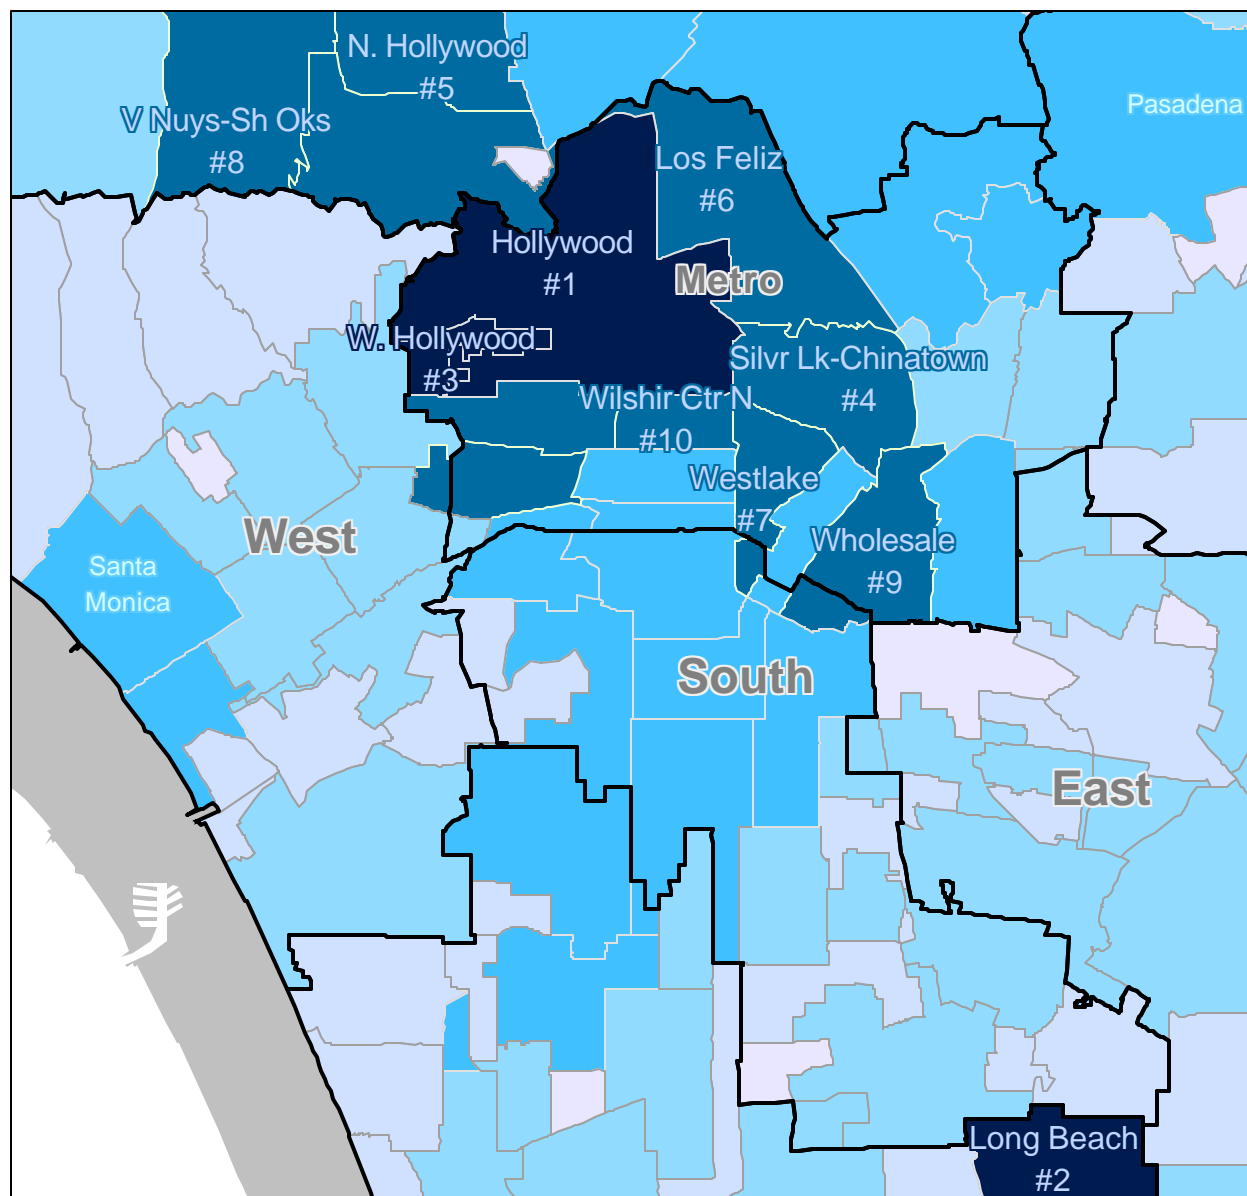 N. Hollywood
#5
Pasadena
V Nuys-Sh Oks
#8
Los Feliz
#6
Hollywood
#1
Metro
W. Hollywood
#3
Silvr Lk-Chinatown
#4
Wilshir Ctr N
#10
Westlake
#7
West
Wholesale
#9
Santa
Monica
South
East
Long Beach
#2